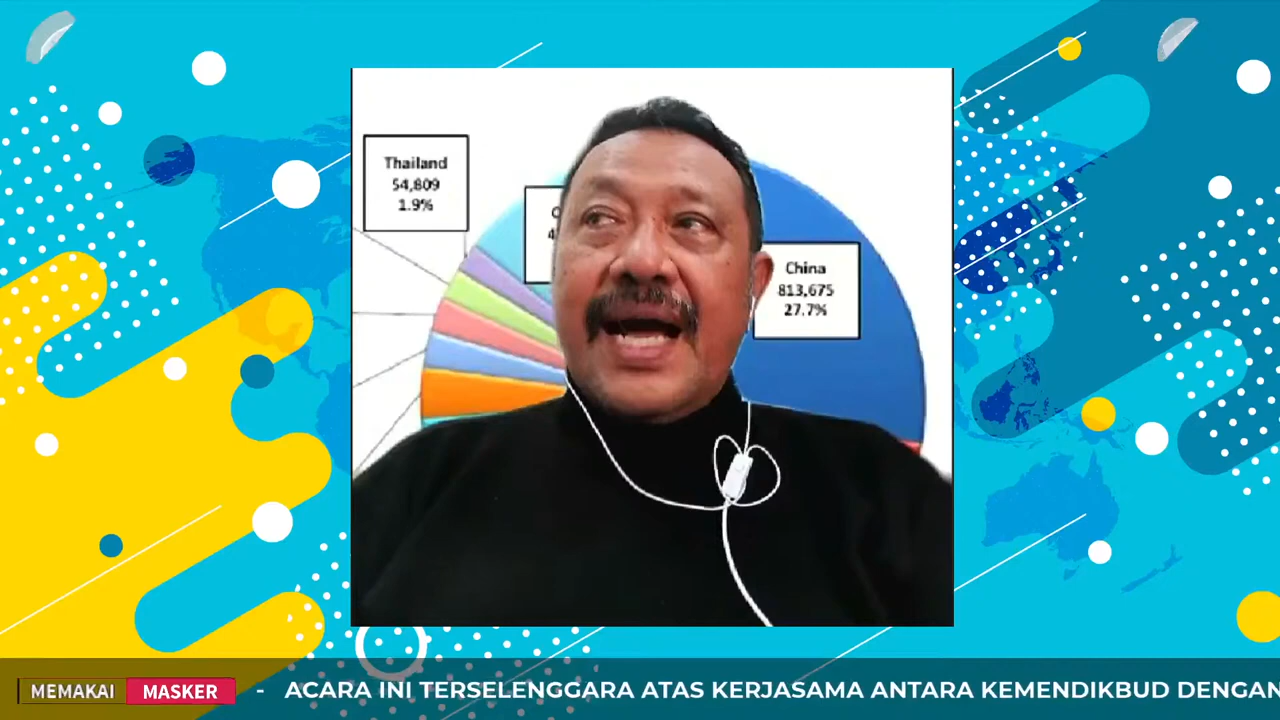 Thailand
54,809
1.9%
China
813,675
27.7%
MEMAKAI MASKER - ACARA INI TERSELENGGARA ATAS KERJASAMA ANTARA KEMENDIKBUD DENGAN